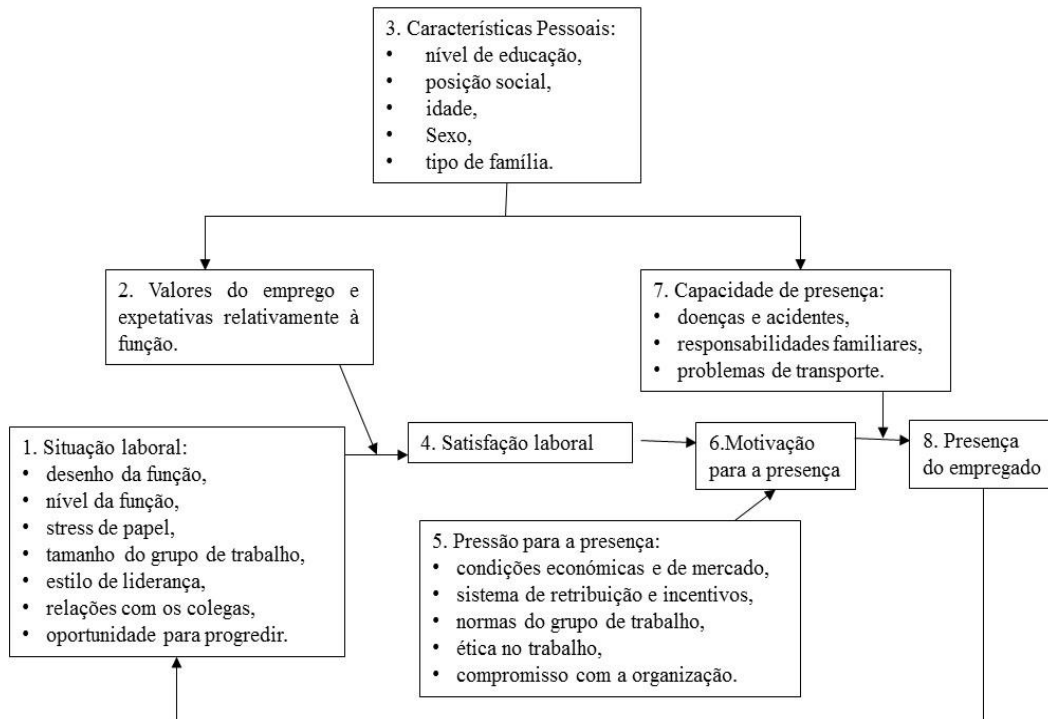 3. Características Pessoais:
• nível de educação,
• posição social,
• idade,
• Sexo,
• tipo de família.
2. Valores do emprego e
expetativas relativamente à
função.
7. Capacidade de presença:
• doenças e acidentes,
• responsabilidades familiares,
• problemas de transporte.
1. Situação laboral:
• desenho da função,
• nível da função,
• stress de papel,
• tamanho do grupo de trabalho,
• estilo de liderança,
• relações com os colegas,
• oportunidade para progredir.
4. Satisfação laboral
6.Motivação
para a presença
8. Presença
do empregado
5. Pressão para a presença:
• condições económicas e de mercado,
• sistema de retribuição e incentivos,
• normas do grupo de trabalho,
• ética no trabalho,
• compromisso com a organização.